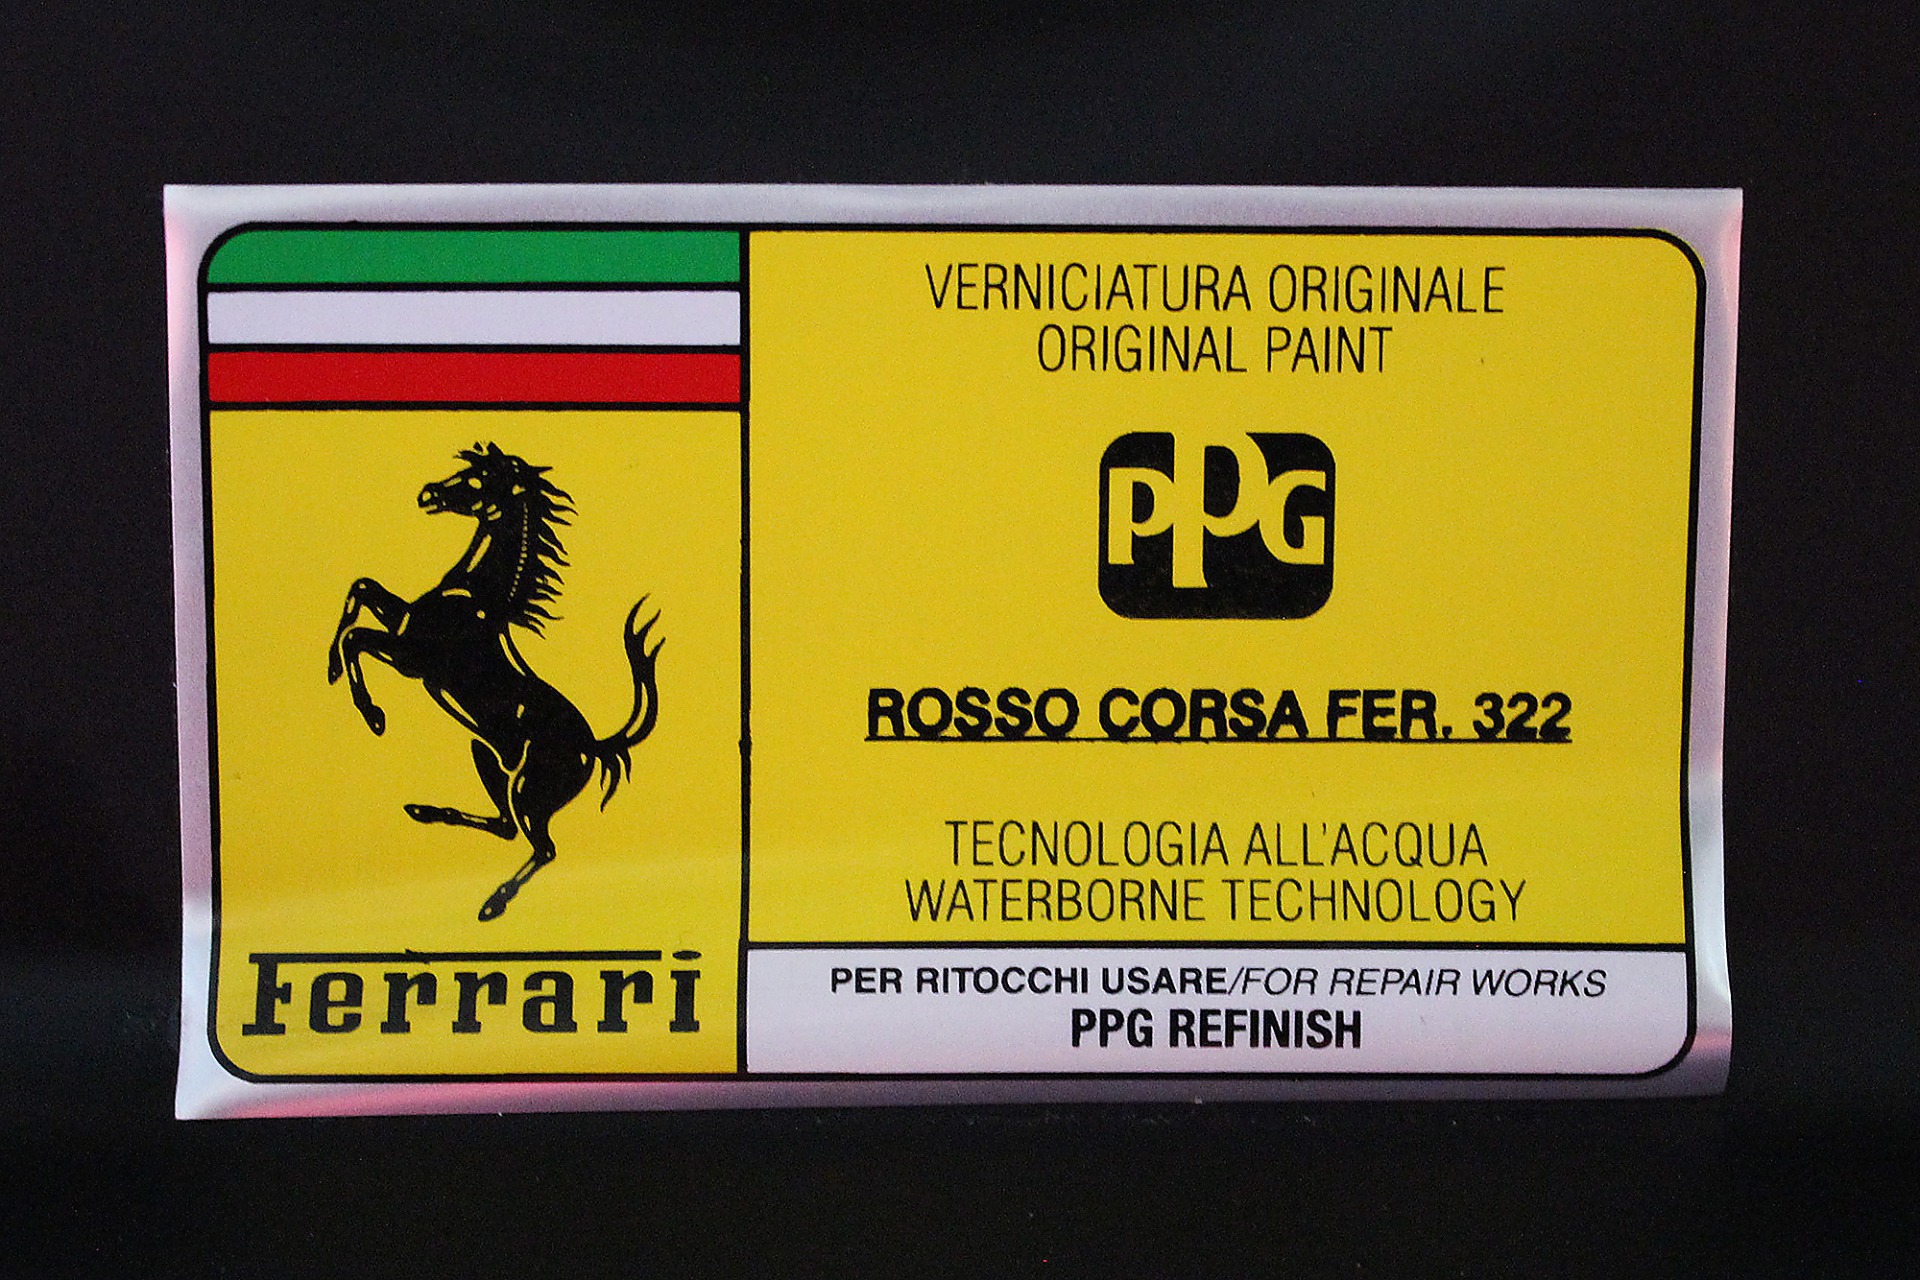 Ferrari
VERNICIATURA ORIGINALE
ORIGINAL PAINT
PPG
ROSSO CORSA FER. 322
TECNOLOGIA ALL'ACQUA
WATERBORNE TECHNOLOGY
PER RITOCCHI USARE/FOR REPAIR WORKS
PPG REFINISH